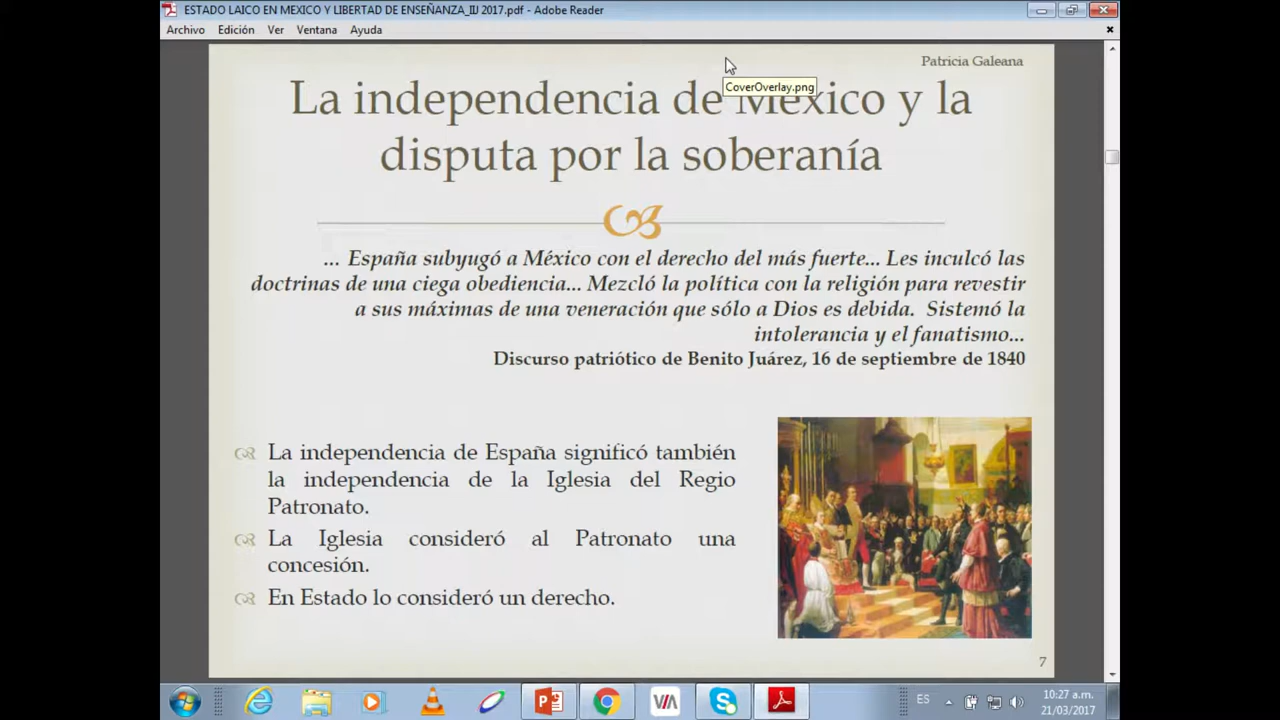 ESTADO LAICO EN MEXICO Y LIBERTAD DE ENSEÑANZA_IIJ 2017.pdf - Adobe Reader
Archivo Edición Ver Ventana Ayuda
Patricia Galeana
CoverOverlay.png
La independencia de México y la
disputa por la soberanía
... España subyugó a México con el derecho del más fuerte... Les inculcó las
doctrinas de una ciega obediencia... Mezcló la política con la religión para revestir
a sus máximas de una veneración que sólo a Dios es debida. Sistemó la
intolerancia y el fanatismo...
Discurso patriótico de Benito Juárez, 16 de septiembre de 1840
La independencia de España significó también
la independencia de la Iglesia del Regio
Patronato.
La Iglesia consideró al Patronato una
concesión.
En Estado lo consideró un derecho.
7
VIA
ES
10:27 a.m.
21/03/2017